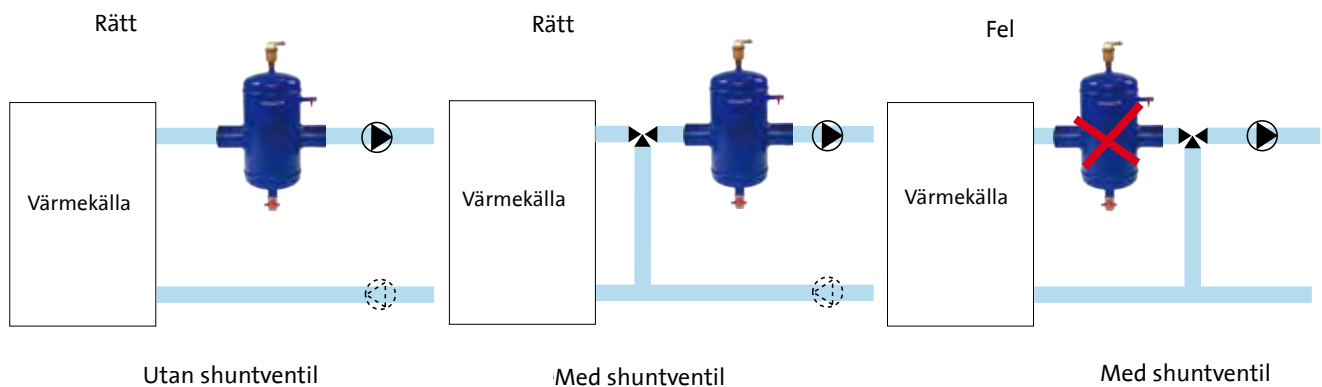 Rätt
Rätt
Fel
Värmekälla
Värmekälla
Värmekälla
Utan shuntventil
Med shuntventil
Med shuntventil